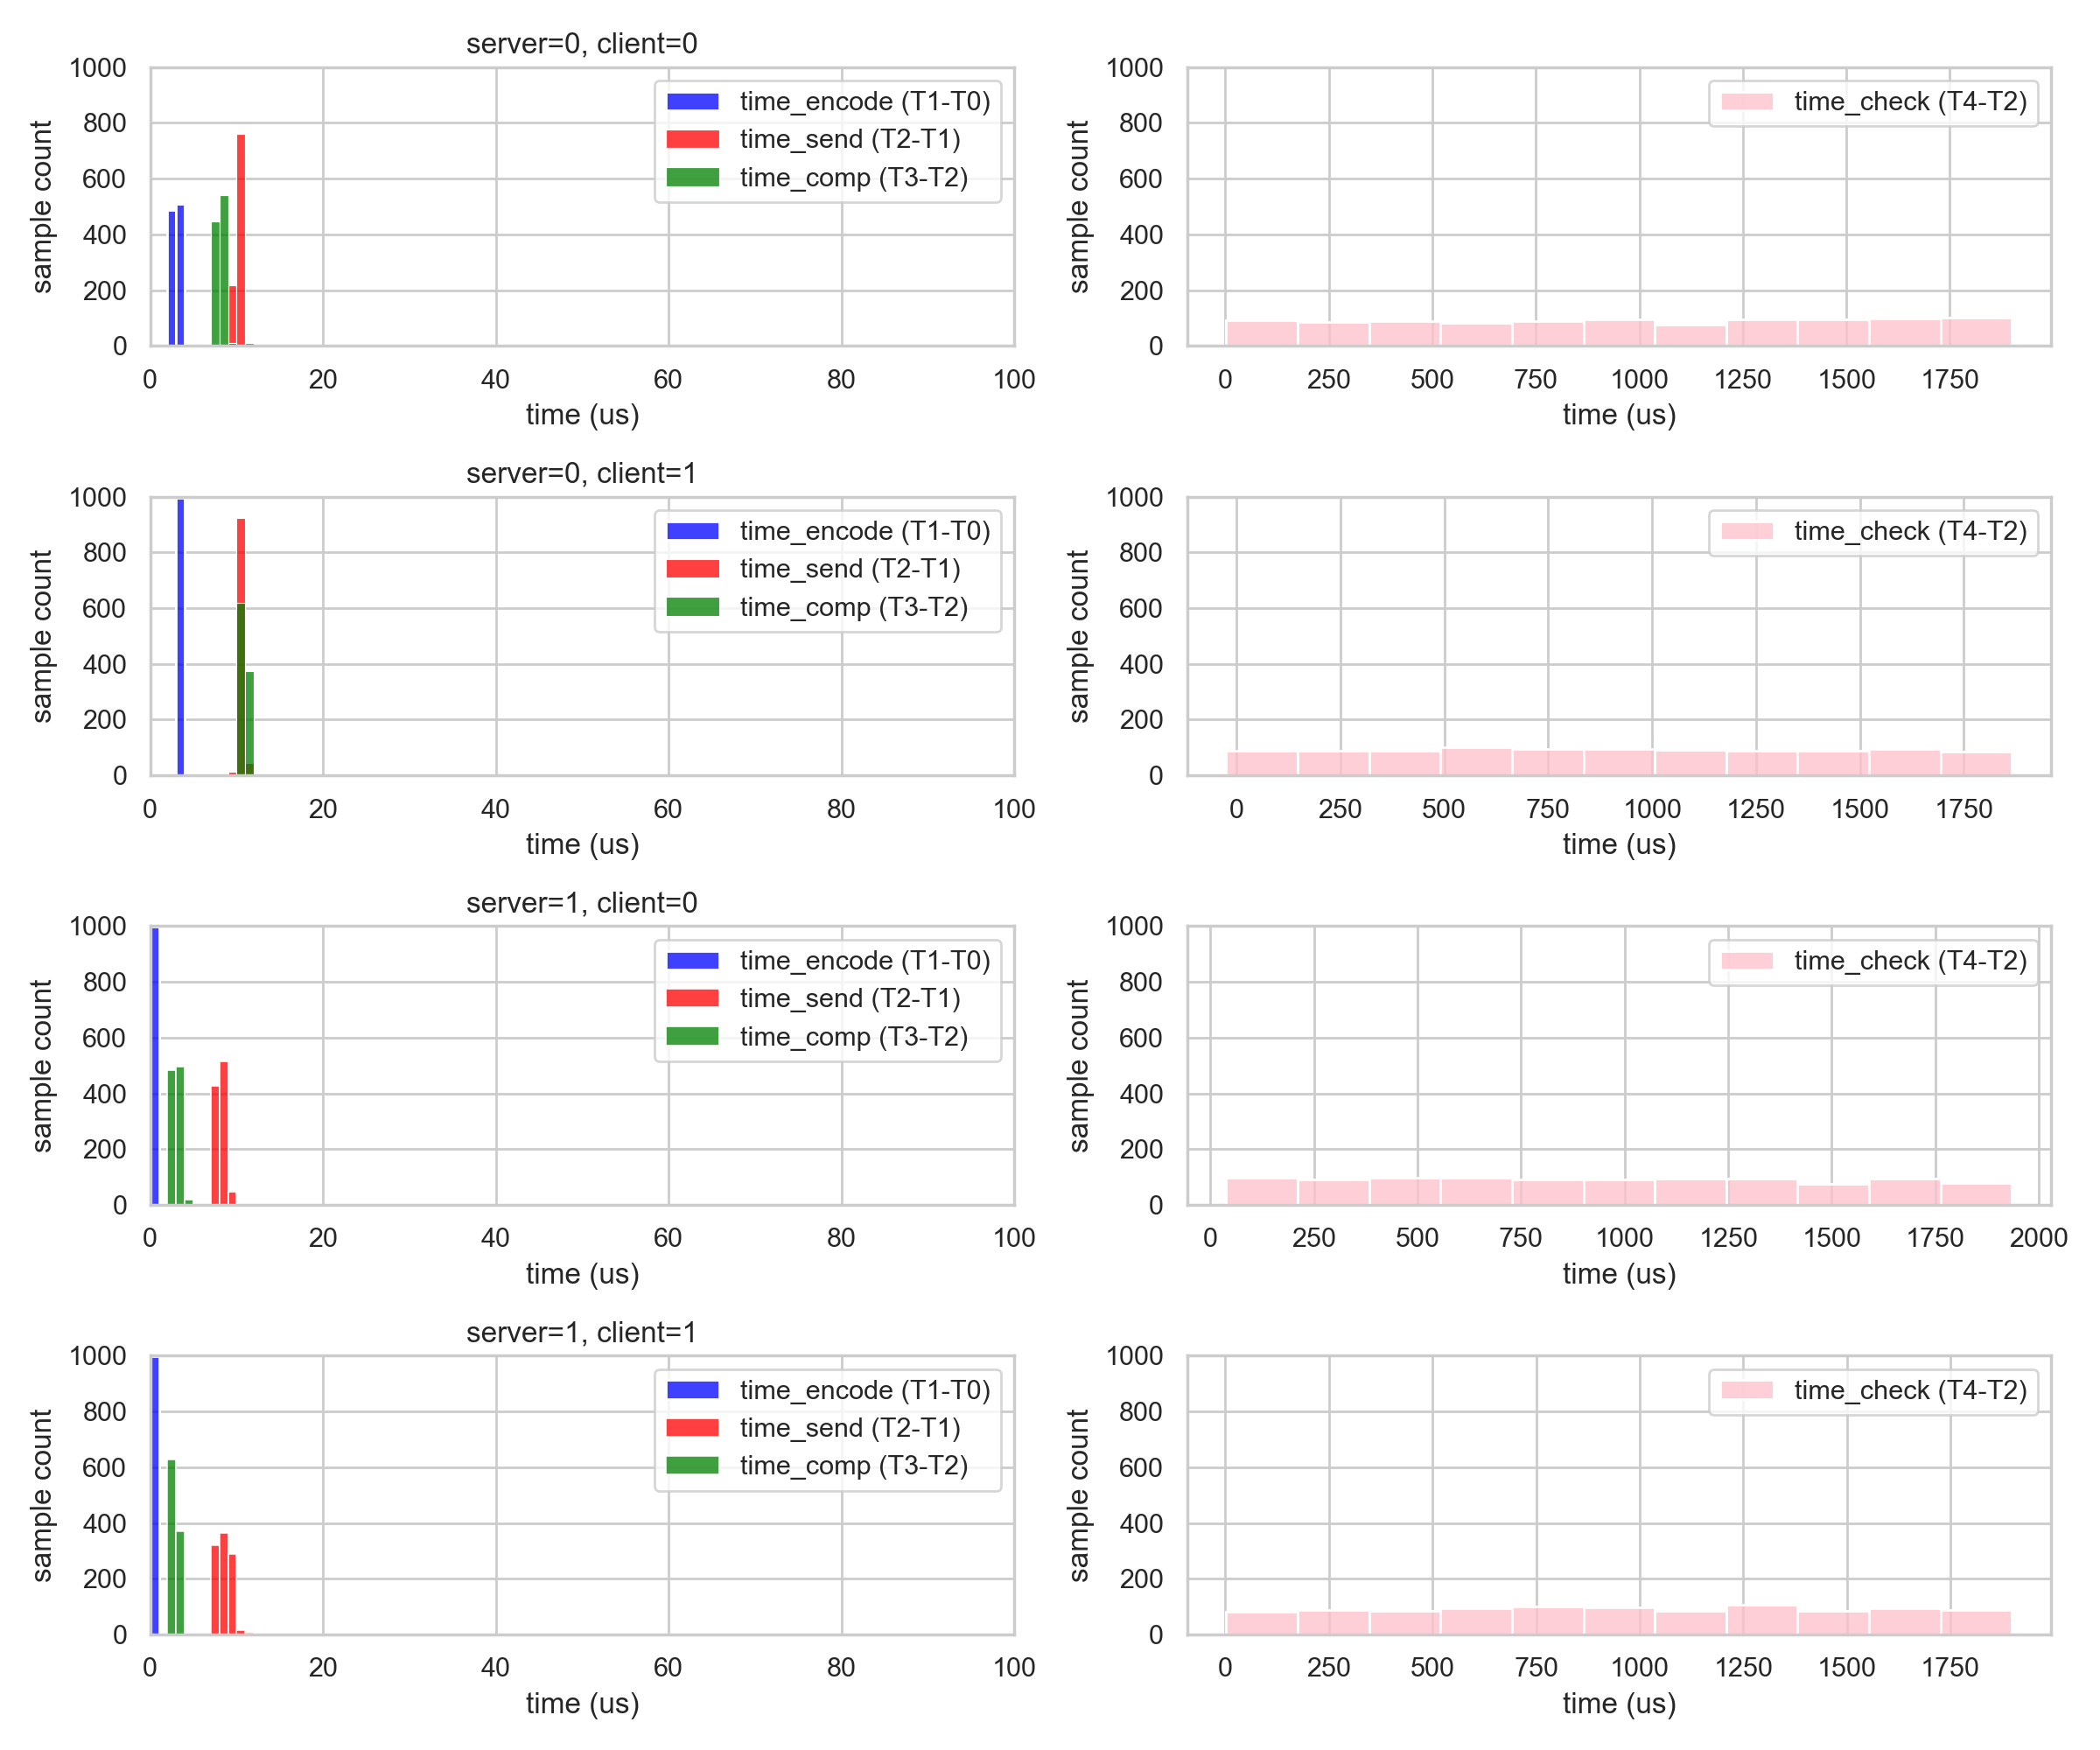 server=0, client=0
1000
800
600
400
200
0
sample count
time_encode (T1-T0)
time_send (T2-T1)
time_comp (T3-T2)
0 20 40 60 80 100
time (us)
1000
800
600
400
200
0
sample count
time_check (T4-T2)
0 250 500 750 1000 1250 1500 1750
time (us)
server=0, client=1
1000
800
600
400
200
0
sample count
time_encode (T1-T0)
time_send (T2-T1)
time_comp (T3-T2)
0 20 40 60 80 100
time (us)
1000
800
600
400
200
0
sample count
time_check (T4-T2)
0 250 500 750 1000 1250 1500 1750
time (us)
server=1, client=0
1000
800
600
400
200
0
sample count
time_encode (T1-T0)
time_send (T2-T1)
time_comp (T3-T2)
0 20 40 60 80 100
time (us)
1000
800
600
400
200
0
sample count
time_check (T4-T2)
0 250 500 750 1000 1250 1500 1750 2000
time (us)
server=1, client=1
1000
800
600
400
200
0
sample count
time_encode (T1-T0)
time_send (T2-T1)
time_comp (T3-T2)
0 20 40 60 80 100
time (us)
1000
800
600
400
200
0
sample count
time_check (T4-T2)
0 250 500 750 1000 1250 1500 1750
time (us)